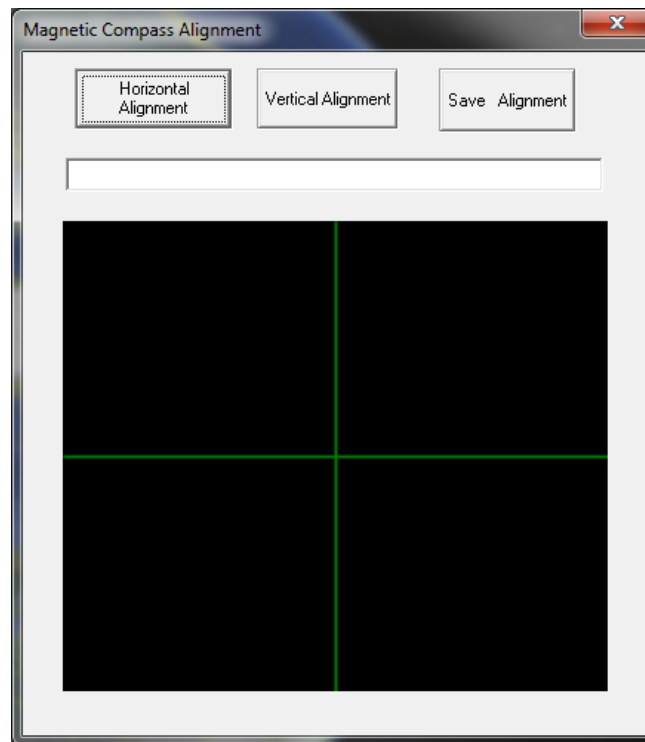 Magnetic Compass Alignment
x
Horizontal
Alignment
Vertical Alignment
Save Alignment